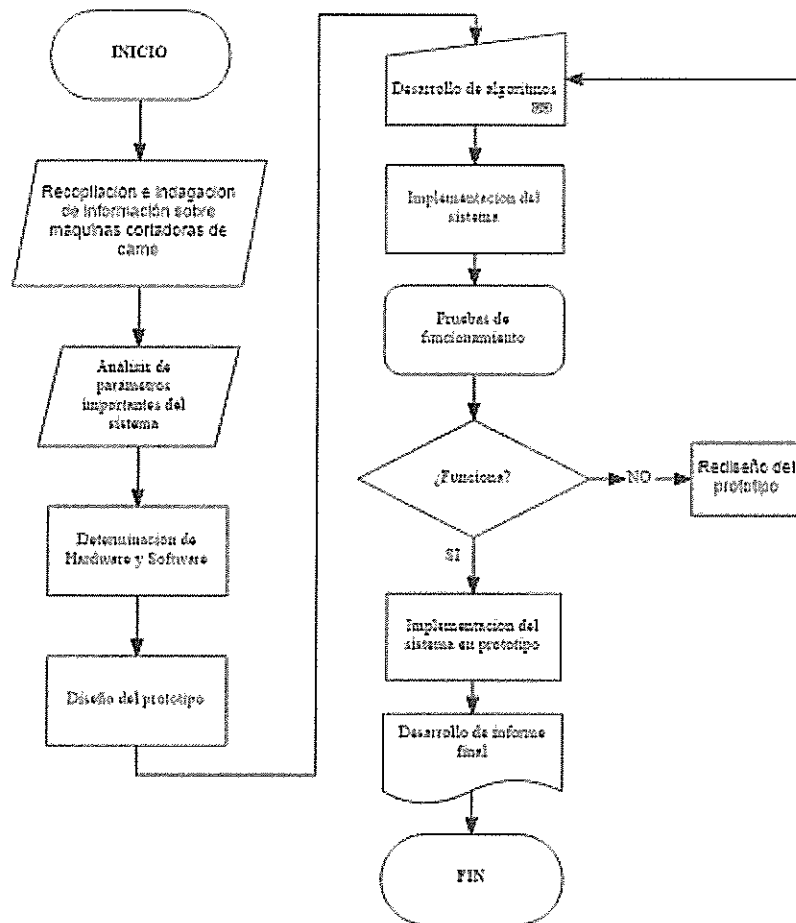 INICIO
Recopilación e Indagación
de información sobre
maquinas cortadoras de
carne
Análisis de
parámetros
importantes del
sistema
Determinación de
Hardware y Software
Diseño del prototipo
Desarrollo de algoritmos
Implementación del
sistema
Pruebas de
funcionamiento
¿Funciona?
NO
Rediseño del
prototipo
SI
Implementación del
sistema en prototipo
Desarrollo de informe
final
FIN